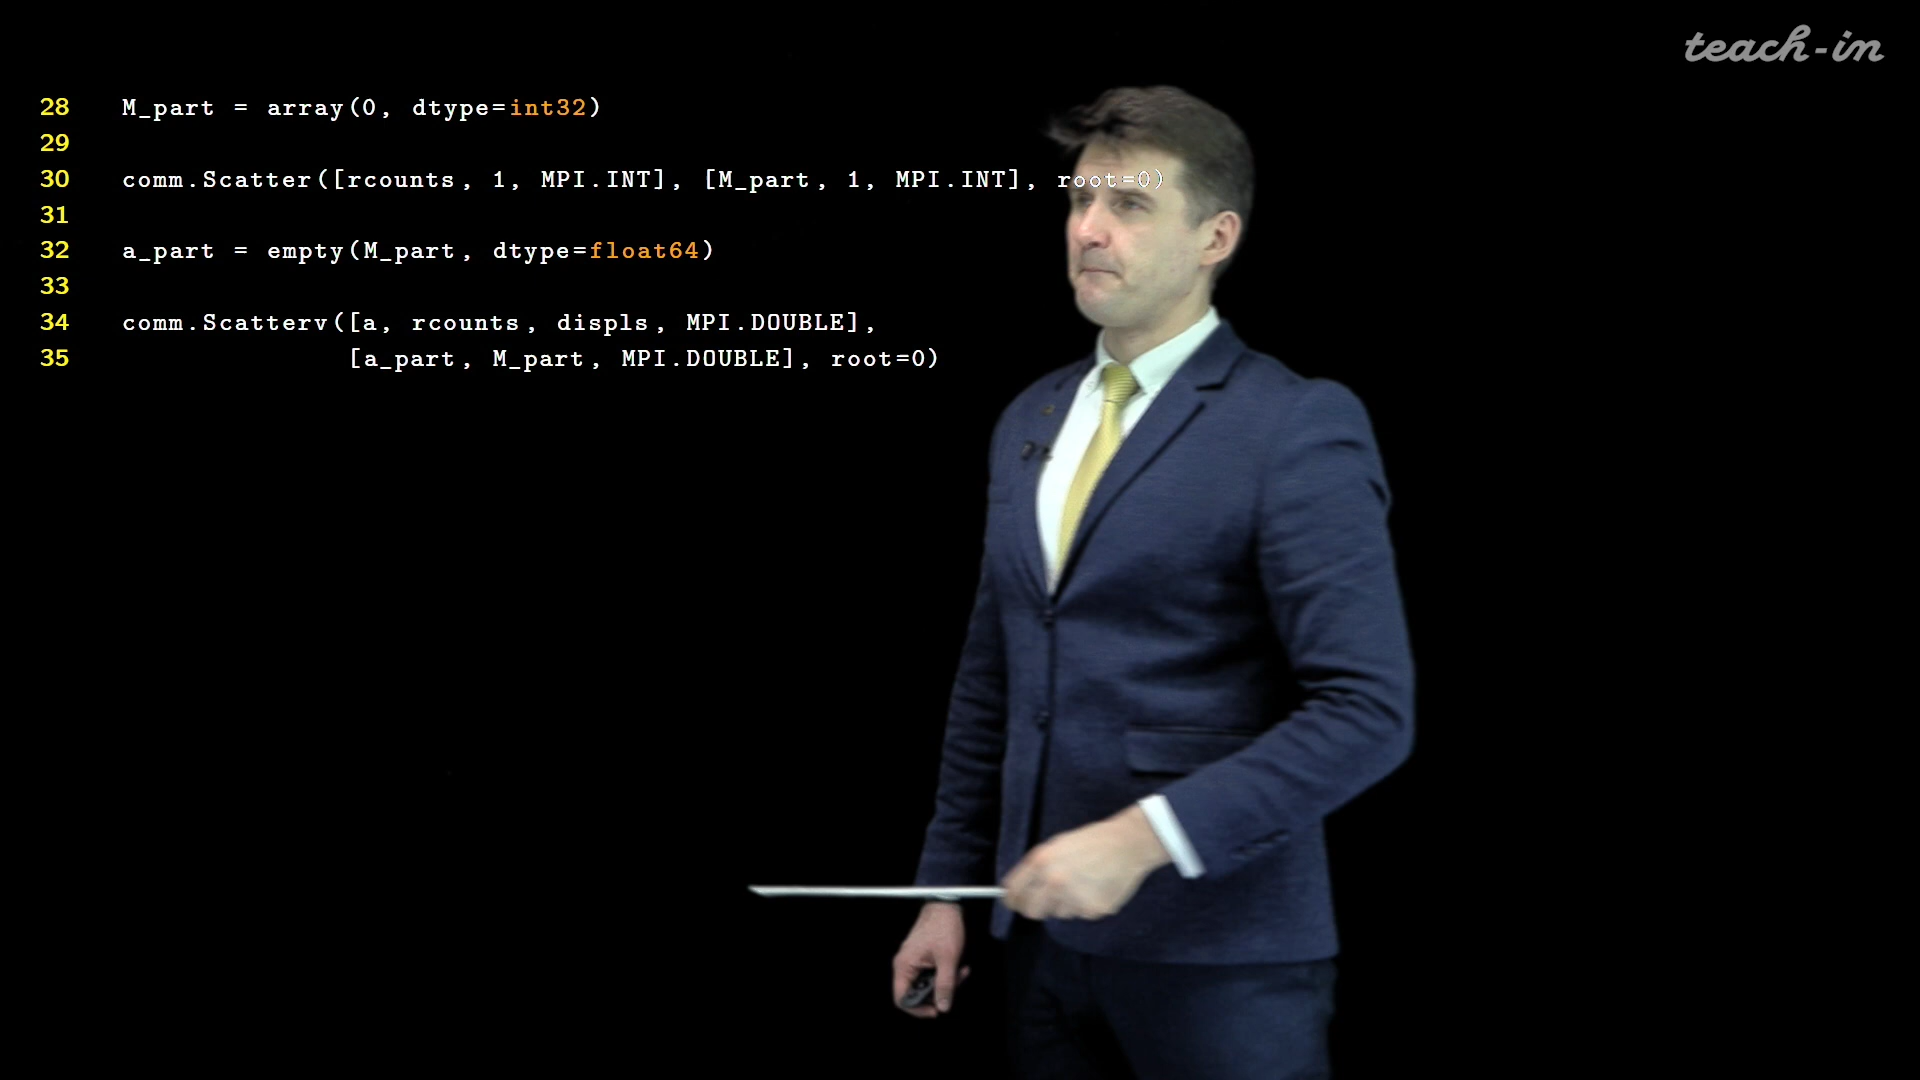 teach-in
28 M_part = array(0, dtype=int32)
29
30 comm.Scatter([rcounts, 1, MPI.INT], [M_part, 1, MPI.INT], root=0)
31
32 a_part = empty(M_part, dtype=float64)
33
34 comm.Scatterv([a, rcounts, displs, MPI.DOUBLE],
35 [a_part, M_part, MPI.DOUBLE], root=0)